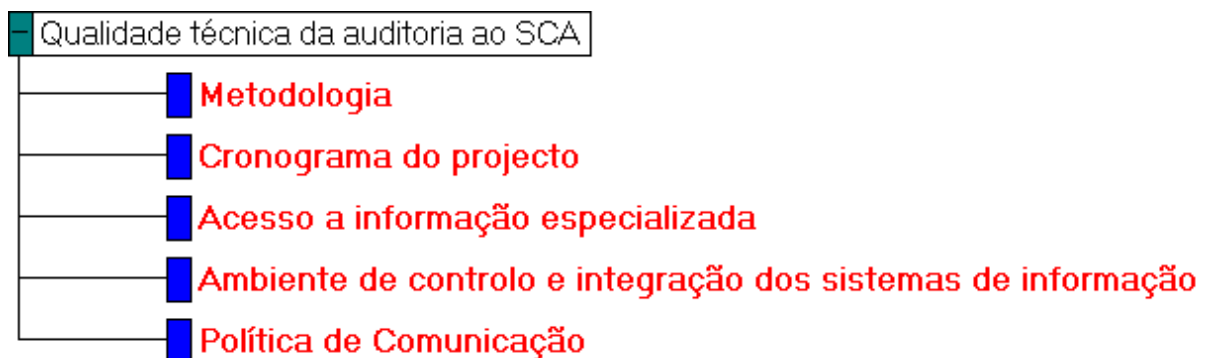 Qualidade técnica da auditoria ao SCA
Metodologia
Cronograma do projecto
Acesso a informação especializada
Ambiente de controlo e integração dos sistemas de informação
Política de Comunicação